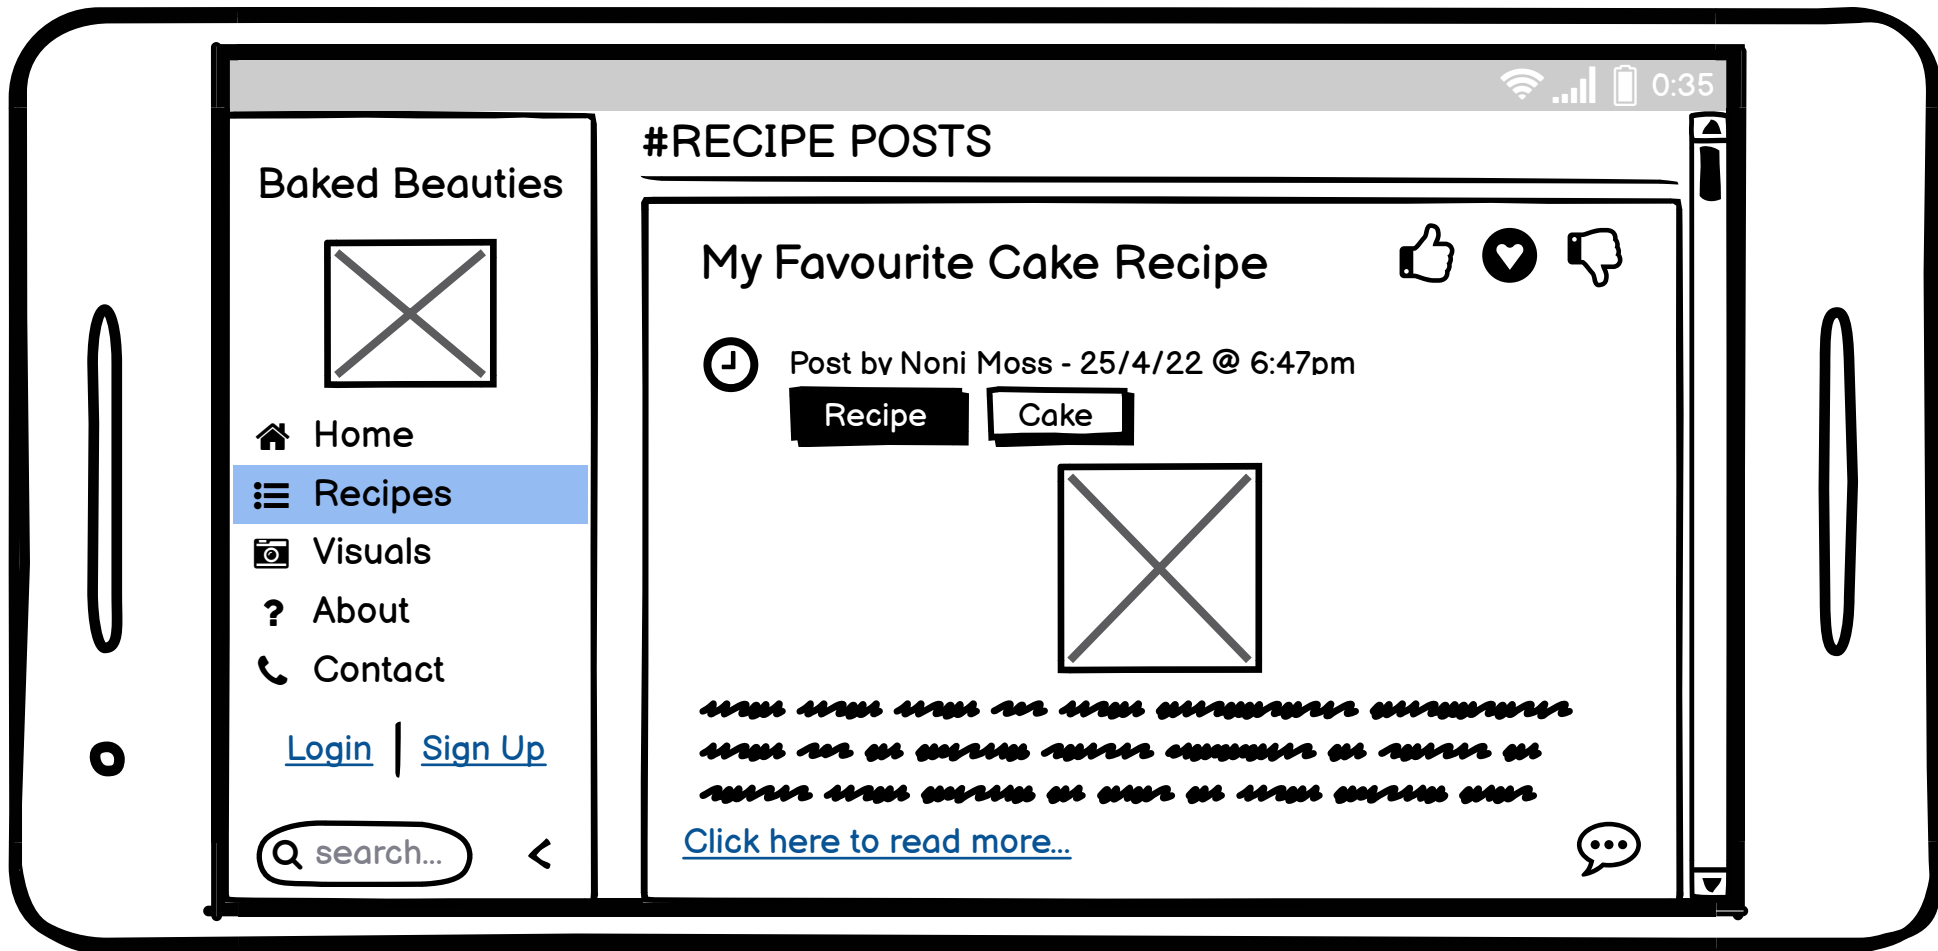 0:35
Baked Beauties
Home
Recipes
Visuals
? About
Contact
Login | Sign Up
search...
#RECIPE POSTS
My Favourite Cake Recipe
Post by Noni Moss - 25/4/22 @ 6:47pm
Recipe Cake
Click here to read more...